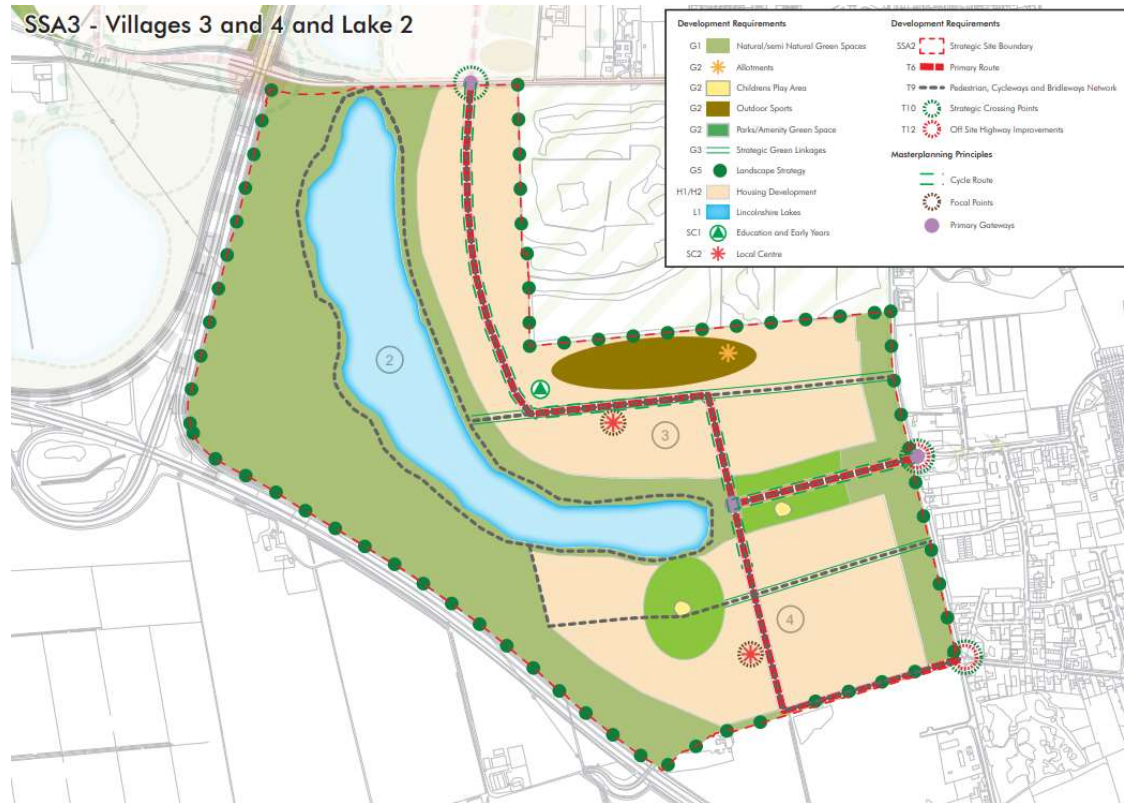 SSA3 - Villages 3 and 4 and Lake 2
Development Requirements
G1 Natural/semi Natural Green Spaces
G2 Allotments
G2 Childrens Play Area
G2 Outdoor Sports
G2 Parks/Amenity Green Space
G3 Strategic Green Linkages
G5 Landscape Strategy
H1/H2 Housing Development
L1 Lincolnshire Lakes
SC1 Education and Early Years
SC2 Local Centre
Development Requirements
SSA2 Strategic Site Boundary
T6 Primary Route
T9 Pedestrian, Cycleways and Bridleways Network
T10 Strategic Crossing Points
T12 Off Site Highway Improvements
Masterplanning Principles
Cycle Route
Focal Points
Primary Gateways
2
3
4